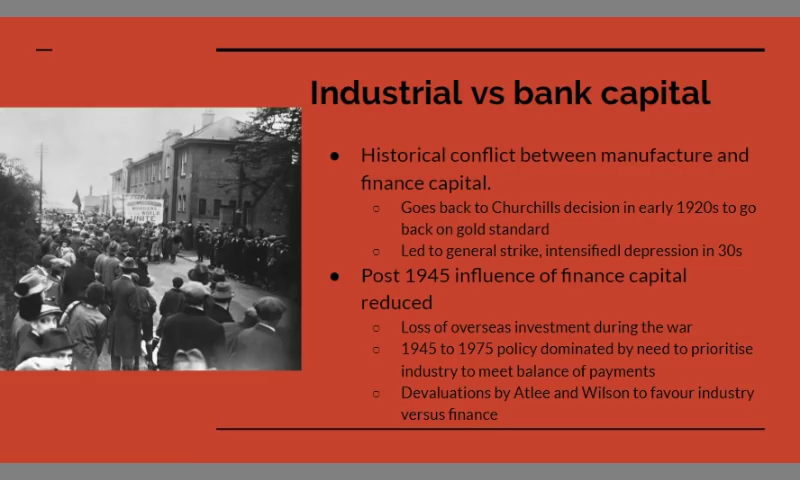 Industrial vs bank capital
● Historical conflict between manufacture and
finance capital.
○ Goes back to Churchills decision in early 1920s to go
back on gold standard
○ Led to general strike, intensifiedl depression in 30s
● Post 1945 influence of finance capital
reduced
○ Loss of overseas investment during the war
○ 1945 to 1975 policy dominated by need to prioritise
industry to meet balance of payments
○ Devaluations by Atlee and Wilson to favour industry
versus finance
WORLD
UNITE